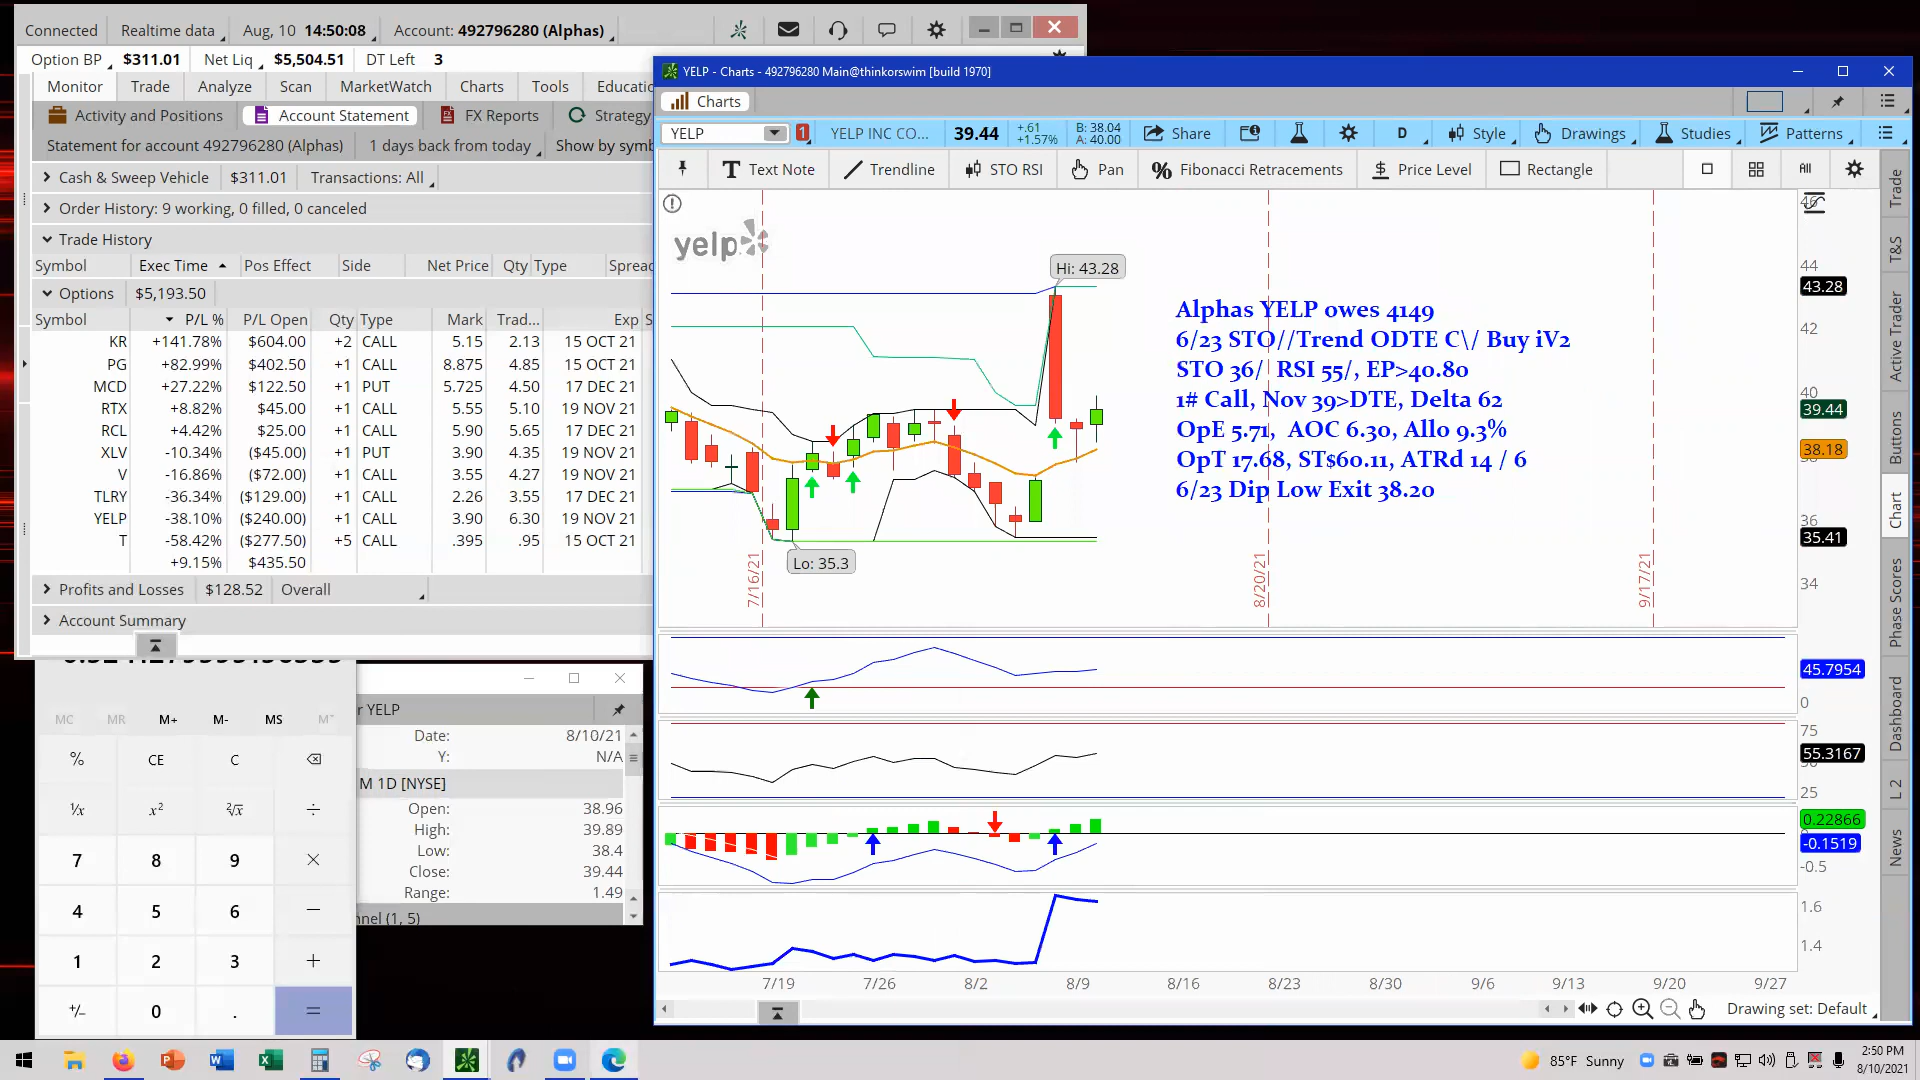 Connected Realtime data Aug, 10 14:50:08 Account: 492796280 (Alphas)
Option BP $311.01 Net Liq $5,504.51 DT Left 3
Monitor Trade Analyze Scan MarketWatch Charts Tools Educatio
Activity and Positions Account Statement FX Reports Strategy
Statement for account 492796280 (Alphas) 1 days back from today Show by symb
Cash & Sweep Vehicle $311.01 Transactions: All
Order History: 9 working, 0 filled, 0 canceled
Trade History
Symbol Exec Time Pos Effect Side Net Price Qty Type Spread
Options $5,193.50
Symbol P/L % P/L Open Qty Type Mark Trad... Exp S
KR +141.78% $604.00 +2 CALL 5.15 2.13 15 OCT 21
PG +82.99% $402.50 +1 CALL 8.875 4.85 15 OCT 21
MCD +27.22% $122.50 +1 PUT 5.725 4.50 17 DEC 21
RTX +8.82% $45.00 +1 CALL 5.55 5.10 19 NOV 21
RCL +4.42% $25.00 +1 CALL 5.90 5.65 17 DEC 21
XLV -10.34% ($45.00) +1 PUT 3.90 4.35 15 OCT 21
V -16.86% ($72.00) +1 CALL 3.55 4.27 19 NOV 21
TLRY -36.34% ($129.00) +1 CALL 2.26 3.55 17 DEC 21
YELP -38.10% ($240.00) +1 CALL 3.90 6.30 19 NOV 21
T -58.42% ($277.50) +5 CALL .395 .95 15 OCT 21
+9.15% $435.50
Profits and Losses $128.52 Overall
Account Summary
MC MR M+ M- MS M˅
% CE C
⅟x x² ²√x ÷
7 8 9 ×
4 5 6 −
1 2 3 +
+/- 0 . =
r YELP
Date: 8/10/21
Y: N/A
M 1D [NYSE]
Open: 38.96
High: 39.89
Low: 38.4
Close: 39.44
Range: 1.49
nnel (1, 5)
YELP - Charts - 492796280 Main@thinkorswim [build 1970]
Charts
YELP 1 YELP INC CO... 39.44 +.61 +1.57% B: 38.04 A: 40.00 Share D Style Drawings Studies Patterns
Text Note Trendline STO RSI Pan Fibonacci Retracements Price Level Rectangle All
yelp
Hi: 43.28
Lo: 35.3
Alphas YELP owes 4149
6/23 STO//Trend ODTE C\/ Buy iV2
STO 36/ RSI 55/, EP>40.80
1# Call, Nov 39>DTE, Delta 62
OpE 5.71, AOC 6.30, Allo 9.3%
OpT 17.68, ST$60.11, ATRd 14 / 6
6/23 Dip Low Exit 38.20
7/16/21 8/20/21 9/17/21
46
44
43.28
42
40
39.44
38.18
36
35.41
34
45.7954
0
75
55.3167
25
0.22866
-0.1519
-0.5
1.6
1.4
7/19 7/26 8/2 8/9 8/16 8/23 8/30 9/6 9/13 9/20 9/27
Drawing set: Default
Trade
T&S
Active Trader
Buttons
Chart
Phase Scores
Dashboard
L 2
News
85°F Sunny
2:50 PM
8/10/2021